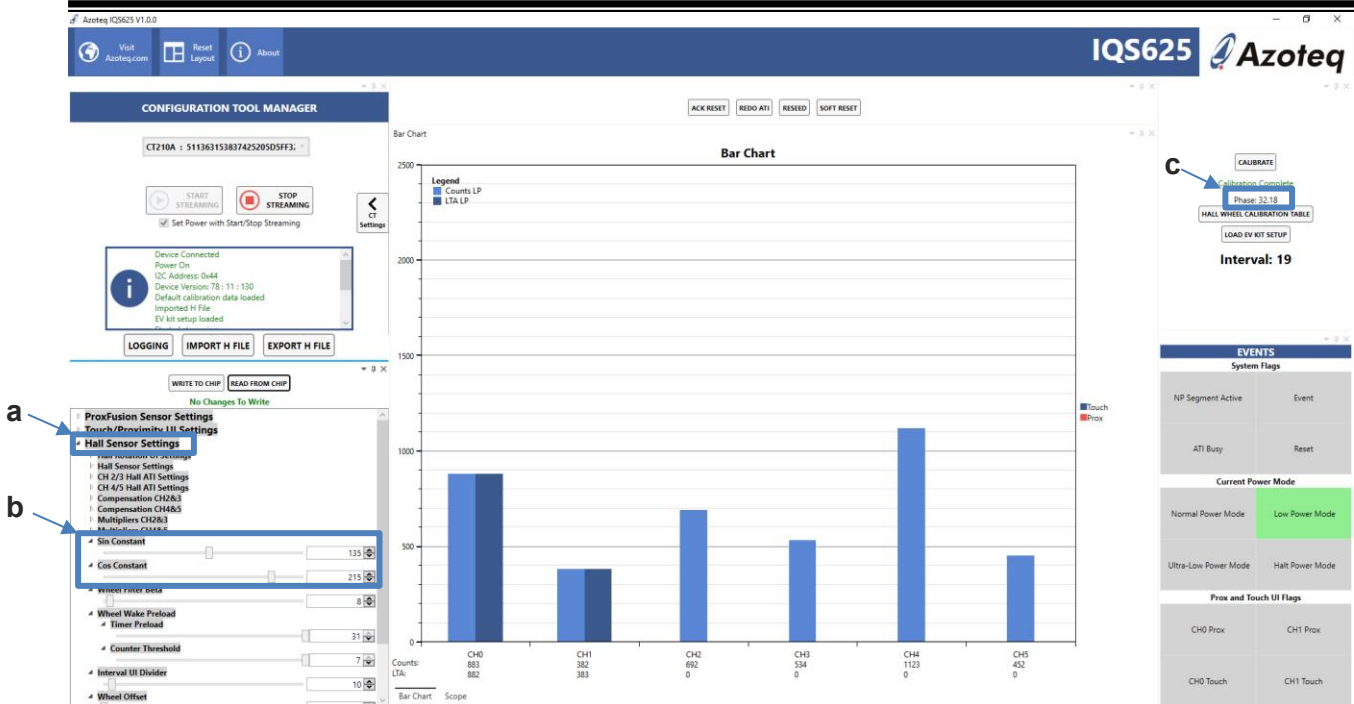 Azoteq IQS625 V1.0.0
Visit
Azoteq.com
Reset
Layout
About
IQS625
Azoteq
CONFIGURATION TOOL MANAGER
CT210A : 511363153837425205D5FF3;
START
STREAMING
STOP
STREAMING
Set Power with Start/Stop Streaming
CT
Settings
Device Connected
Power On
I2C Address: 0x44
Device Version: 78 : 11 : 130
Default calibration data loaded
Imported H File
EV kit setup loaded
LOGGING
IMPORT H FILE
EXPORT H FILE
WRITE TO CHIP
READ FROM CHIP
No Changes To Write
a
ProxFusion Sensor Settings
Touch/Proximity UI Settings
Hall Sensor Settings
Hall Rotation UI Settings
Hall Sensor Settings
CH 2/3 Hall ATI Settings
CH 4/5 Hall ATI Settings
Compensation CH2&3
Compensation CH4&5
Multipliers CH2&3
Multipliers CH4&5
b
Sin Constant
135
Cos Constant
215
Wheel Filter Beta
8
Wheel Wake Preload
Timer Preload
31
Counter Threshold
7
Interval UI Divider
10
Wheel Offset
ACK RESET
REDO ATI
RESEED
SOFT RESET
Bar Chart
Bar Chart
Legend
Counts LP
LTA LP
2500
2000
1500
1000
500
0
Touch
Prox
CH0 CH1 CH2 CH3 CH4 CH5
Counts: 883 382 692 534 1123 452
LTA: 882 383 0 0 0 0
Bar Chart Scope
c
CALIBRATE
Calibration Complete
Phase: 32.18
HALL WHEEL CALIBRATION TABLE
LOAD EV KIT SETUP
Interval: 19
EVENTS
System Flags
NP Segment Active
Event
ATI Busy
Reset
Current Power Mode
Normal Power Mode
Low Power Mode
Ultra-Low Power Mode
Halt Power Mode
Prox and Touch UI Flags
CH0 Prox
CH1 Prox
CH0 Touch
CH1 Touch